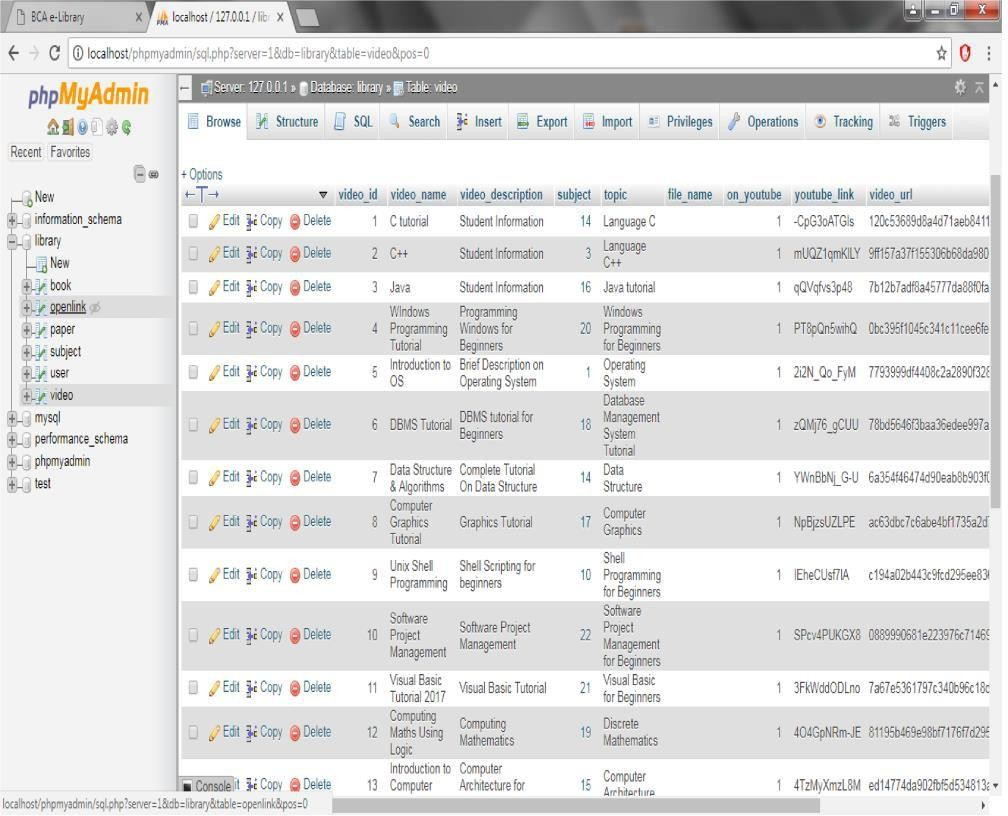 BCA e-Library
localhost / 127.0.0.1 / lib
localhost/phpmyadmin/sql.php?server=1&db=library&table=video&pos=0
phpMyAdmin
Recent Favorites
New
information_schema
library
New
book
openlink
paper
subject
user
video
mysql
performance_schema
phpmyadmin
test
Server: 127.0.0.1 » Database: library » Table: video
Browse Structure SQL Search Insert Export Import Privileges Operations Tracking Triggers
+ Options
←T→ video_id video_name video_description subject topic file_name on_youtube youtube_link video_url
Edit Copy Delete 1 C tutorial Student Information 14 Language C 1 -CpG3oATGIs 120c53689d8a4d71aeb8411
Edit Copy Delete 2 C++ Student Information 3 Language C++ 1 mUQZ1qmKILY 9ff157a37f155306b68da980
Edit Copy Delete 3 Java Student Information 16 Java tutorial 1 qQVqfvs3p48 7b12b7adf8a45777da88f0fa
Edit Copy Delete 4 WIndows Programming Tutorial Programming Windows for Beginners 20 Windows Programming for Beginners 1 PT8pQn5wihQ 0bc395f1045c341c11cee6fe
Edit Copy Delete 5 Introduction to OS Brief Description on Operating System 1 Operating System 1 2i2N_Qo_FyM 7793999df4408c2a2890f328
Edit Copy Delete 6 DBMS Tutorial DBMS tutorial for Beginners 18 Database Management System Tutorial 1 zQMj76_gCUU 78bd5646f3baa36edee997a
Edit Copy Delete 7 Data Structure & Algorithms Complete Tutorial On Data Structure 14 Data Structure 1 YWnBbNj_G-U 6a354f46474d90eab8b903f0
Edit Copy Delete 8 Computer Graphics Tutorial Graphics Tutorial 17 Computer Graphics 1 NpBjzsUZLPE ac63dbc7c6abe4bf1735a2d
Edit Copy Delete 9 Unix Shell Programming Shell Scripting for beginners 10 Shell Programming for Beginners 1 IEheCUsf7IA c194a02b443c9fcd295ee83
Edit Copy Delete 10 Software Project Management Software Project Management 22 Software Project Management for Beginners 1 SPcv4PUKGX8 0889990681e223976c71469
Edit Copy Delete 11 Visual Basic Tutorial 2017 Visual Basic Tutorial 21 Visual Basic for Beginners 1 3FkWddODLno 7a67e5361797c340b96c18c
Edit Copy Delete 12 Computing Maths Using Logic Computing Mathematics 19 Discrete Mathematics 1 4O4GpNRm-JE 81195b469e98bf7176f7d295
Console Copy Delete 13 Introduction to Computer Computer Architecture for 15 Computer Architecture 1 4TzMyXmzL8M ed14774da902fbf5d534813a
localhost/phpmyadmin/sql.php?server=1&db=library&table=openlink&pos=0